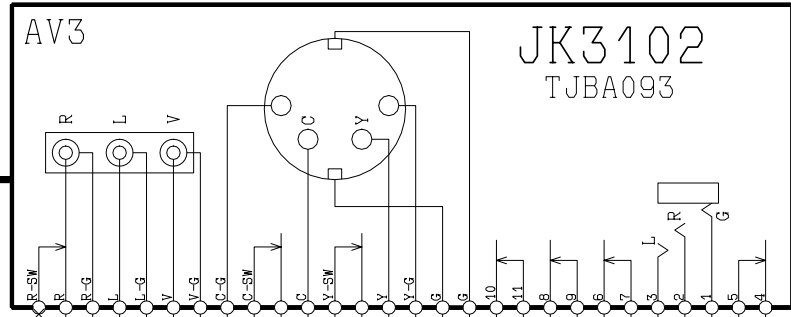 AV3
JK3102
TJBA093
R
L
V
C
Y
L
R
G
R-SW
R
R-G
L
L-G
V
V-G
C-G
C-SW
C
Y-SW
Y
Y-G
G
G
10
11
8
9
6
7
3
2
1
5
4